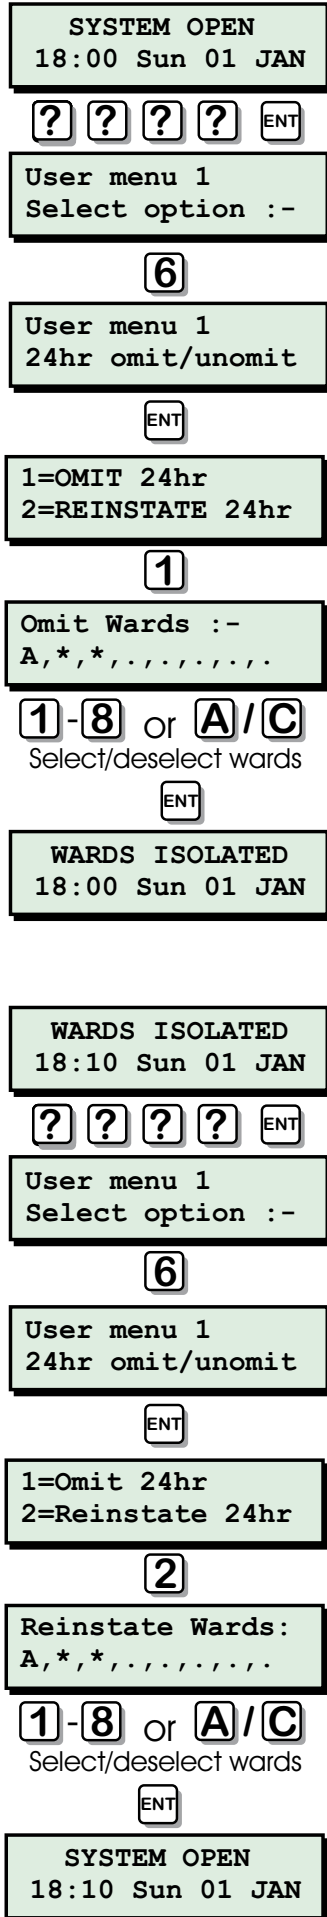 SYSTEM OPEN
18:00 Sun 01 JAN
? ? ? ? ENT
User menu 1
Select option :-
6
User menu 1
24hr omit/unomit
ENT
1=OMIT 24hr
2=REINSTATE 24hr
1
Omit Wards :-
A,*,*,.,.,.,.,.
1-8 or A/C
Select/deselect wards
ENT
WARDS ISOLATED
18:00 Sun 01 JAN
WARDS ISOLATED
18:10 Sun 01 JAN
? ? ? ? ENT
User menu 1
Select option :-
6
User menu 1
24hr omit/unomit
ENT
1=Omit 24hr
2=Reinstate 24hr
2
Reinstate Wards:
A,*,*,.,.,.,.,.
1-8 or A/C
Select/deselect wards
ENT
SYSTEM OPEN
18:10 Sun 01 JAN